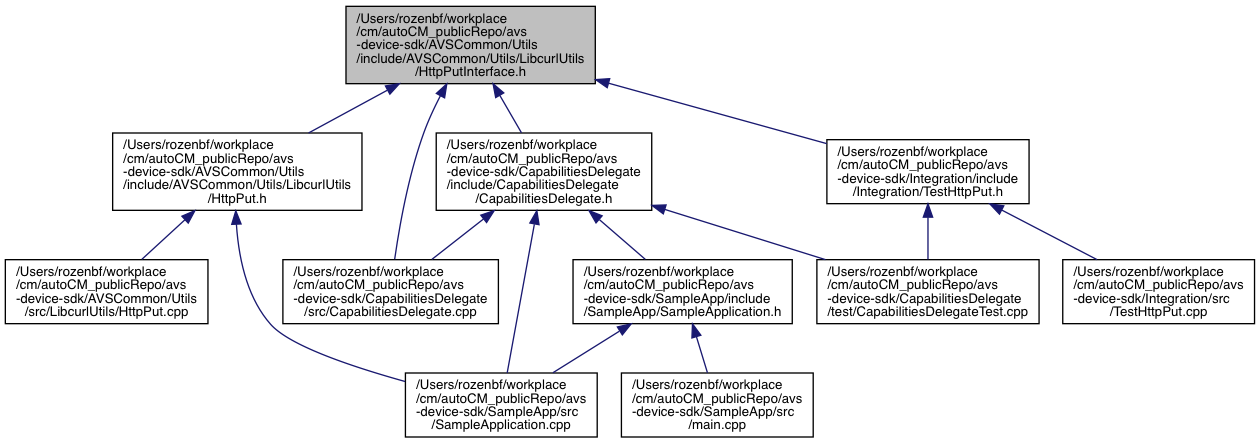 /Users/rozenbf/workplace
/cm/autoCM_publicRepo/avs
-device-sdk/AVSCommon/Utils
/include/AVSCommon/Utils/LibcurlUtils
/HttpPutInterface.h
/Users/rozenbf/workplace
/cm/autoCM_publicRepo/avs
-device-sdk/AVSCommon/Utils
/include/AVSCommon/Utils/LibcurlUtils
/HttpPut.h
/Users/rozenbf/workplace
/cm/autoCM_publicRepo/avs
-device-sdk/CapabilitiesDelegate
/include/CapabilitiesDelegate
/CapabilitiesDelegate.h
/Users/rozenbf/workplace
/cm/autoCM_publicRepo/avs
-device-sdk/Integration/include
/Integration/TestHttpPut.h
/Users/rozenbf/workplace
/cm/autoCM_publicRepo/avs
-device-sdk/AVSCommon/Utils
/src/LibcurlUtils/HttpPut.cpp
/Users/rozenbf/workplace
/cm/autoCM_publicRepo/avs
-device-sdk/CapabilitiesDelegate
/src/CapabilitiesDelegate.cpp
/Users/rozenbf/workplace
/cm/autoCM_publicRepo/avs
-device-sdk/SampleApp/include
/SampleApp/SampleApplication.h
/Users/rozenbf/workplace
/cm/autoCM_publicRepo/avs
-device-sdk/CapabilitiesDelegate
/test/CapabilitiesDelegateTest.cpp
/Users/rozenbf/workplace
/cm/autoCM_publicRepo/avs
-device-sdk/Integration/src
/TestHttpPut.cpp
/Users/rozenbf/workplace
/cm/autoCM_publicRepo/avs
-device-sdk/SampleApp/src
/SampleApplication.cpp
/Users/rozenbf/workplace
/cm/autoCM_publicRepo/avs
-device-sdk/SampleApp/src
/main.cpp